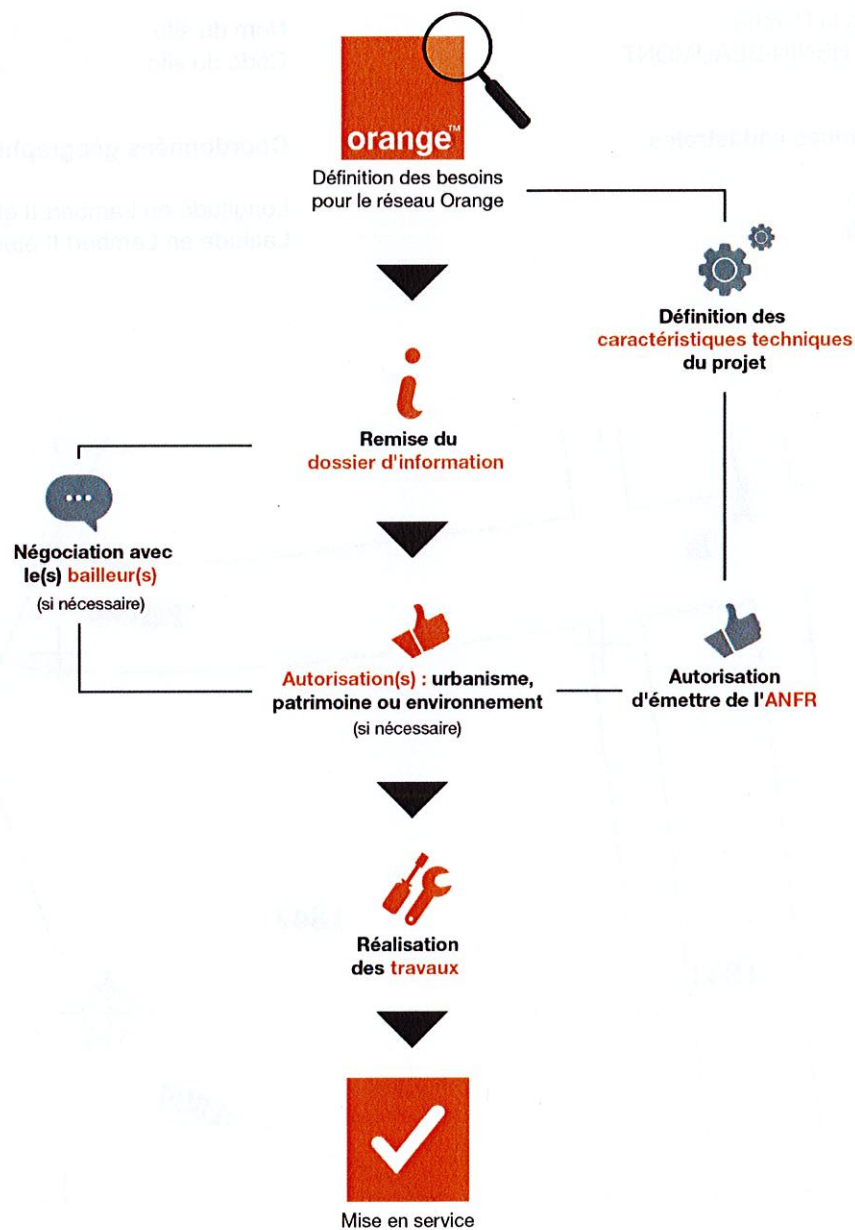 orange™
Définition des besoins
pour le réseau Orange
Définition des
caractéristiques techniques
du projet
Remise du
dossier d'information
Négociation avec
le(s) bailleur(s)
(si nécessaire)
Autorisation(s) : urbanisme,
patrimoine ou environnement
(si nécessaire)
Autorisation
d'émettre de l'ANFR
Réalisation
des travaux
Mise en service